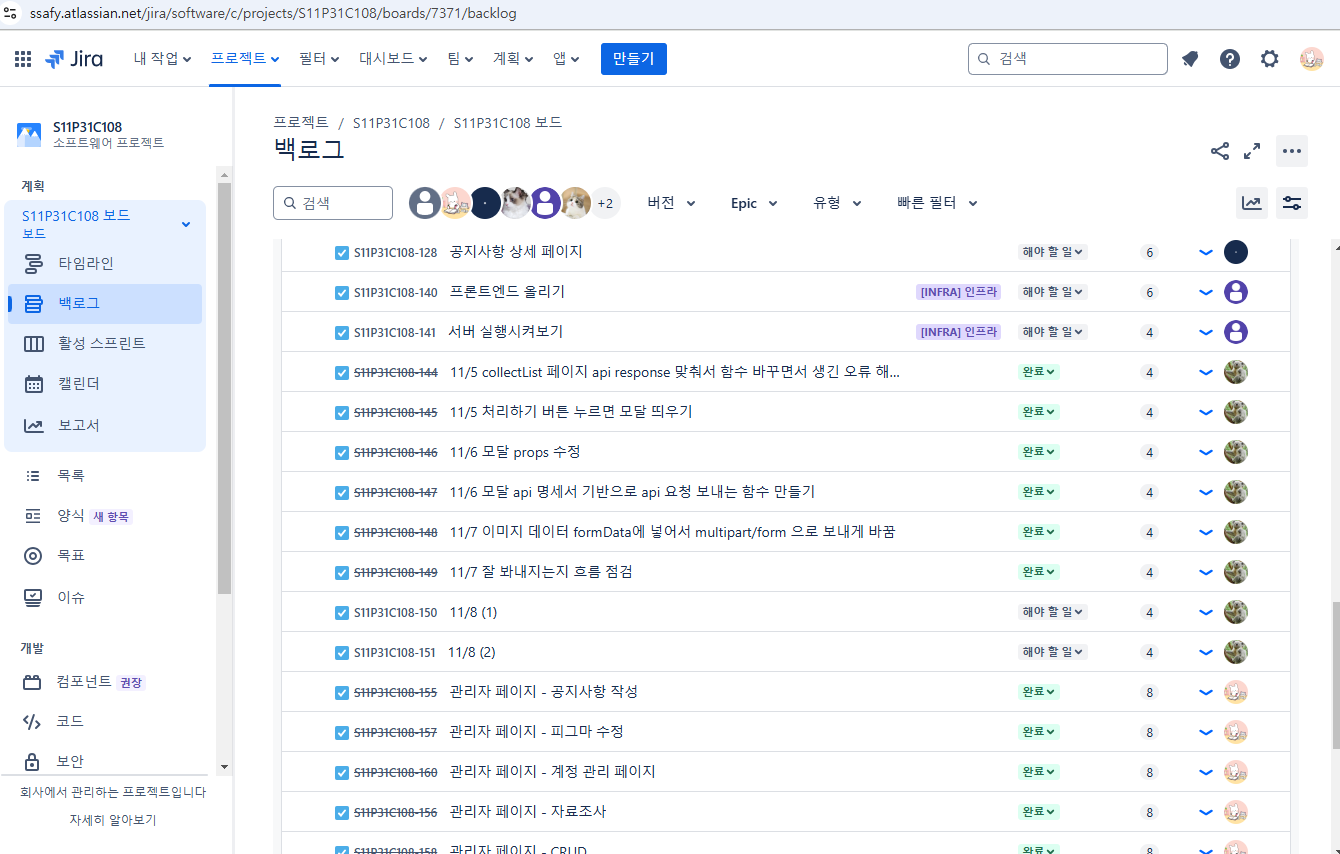 ssafy.atlassian.net/jira/software/c/projects/S11P31C108/boards/7371/backlog
Jira 내 작업 프로젝트 필터 대시보드 팀 계획 앱 만들기 검색
S11P31C108
소프트웨어 프로젝트
계획
S11P31C108 보드
보드
타임라인
백로그
활성 스프린트
캘린더
보고서
목록
양식 새 항목
목표
이슈
개발
컴포넌트 권장
코드
보안
회사에서 관리하는 프로젝트입니다
자세히 알아보기
프로젝트 / S11P31C108 / S11P31C108 보드
백로그
검색 +2 버전 Epic 유형 빠른 필터
S11P31C108-128 공지사항 상세 페이지 해야 할 일 6
S11P31C108-140 프론트엔드 올리기 [INFRA] 인프라 해야 할 일 6
S11P31C108-141 서버 실행시켜보기 [INFRA] 인프라 해야 할 일 4
S11P31C108-144 11/5 collectList 페이지 api response 맞춰서 함수 바꾸면서 생긴 오류 해... 완료 4
S11P31C108-145 11/5 처리하기 버튼 누르면 모달 띄우기 완료 4
S11P31C108-146 11/6 모달 props 수정 완료 4
S11P31C108-147 11/6 모달 api 명세서 기반으로 api 요청 보내는 함수 만들기 완료 4
S11P31C108-148 11/7 이미지 데이터 formData에 넣어서 multipart/form 으로 보내게 바꿈 완료 4
S11P31C108-149 11/7 잘 봐내지는지 흐름 점검 완료 4
S11P31C108-150 11/8 (1) 해야 할 일 4
S11P31C108-151 11/8 (2) 해야 할 일 4
S11P31C108-155 관리자 페이지 - 공지사항 작성 완료 8
S11P31C108-157 관리자 페이지 - 피그마 수정 완료 8
S11P31C108-160 관리자 페이지 - 계정 관리 페이지 완료 8
S11P31C108-156 관리자 페이지 - 자료조사 완료 8
S11P31C108-158 관리자 페이지 - CRUD 완료 8